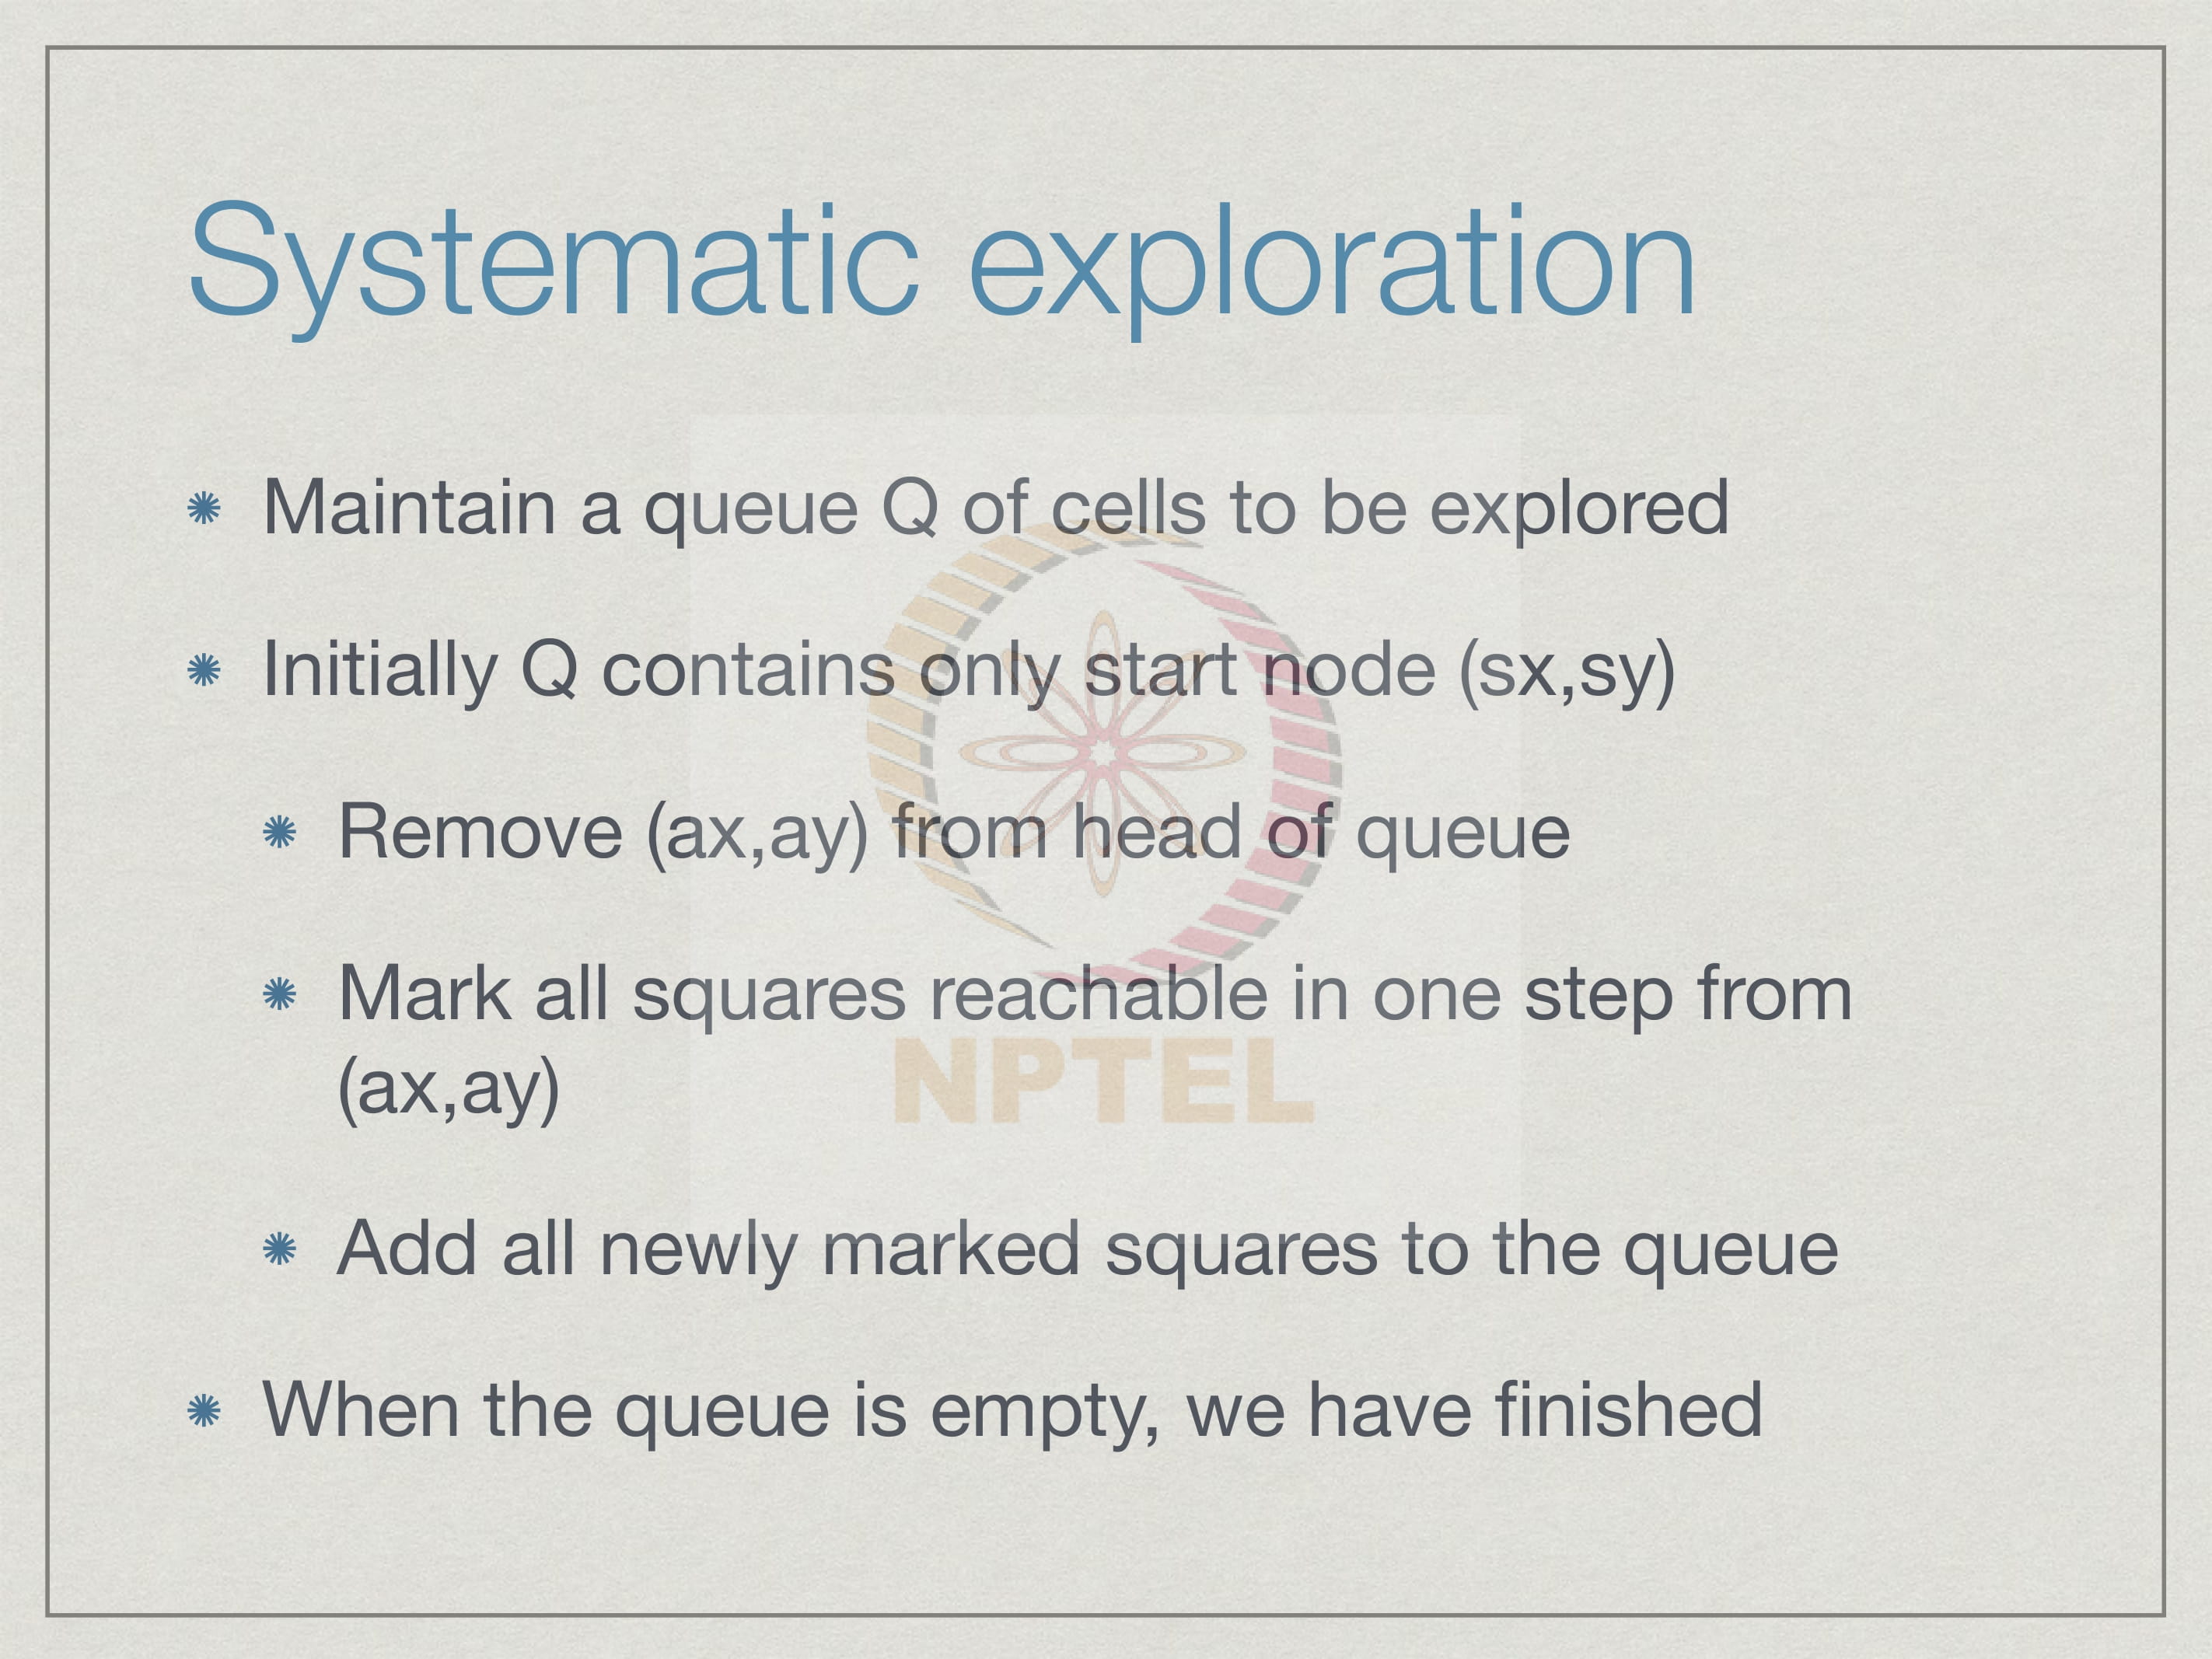 Systematic exploration
Maintain a queue Q of cells to be explored
Initially Q contains only start node (sx,sy)
Remove (ax,ay) from head of queue
Mark all squares reachable in one step from
(ax,ay)
NPTEL
Add all newly marked squares to the queue
When the queue is empty, we have finished